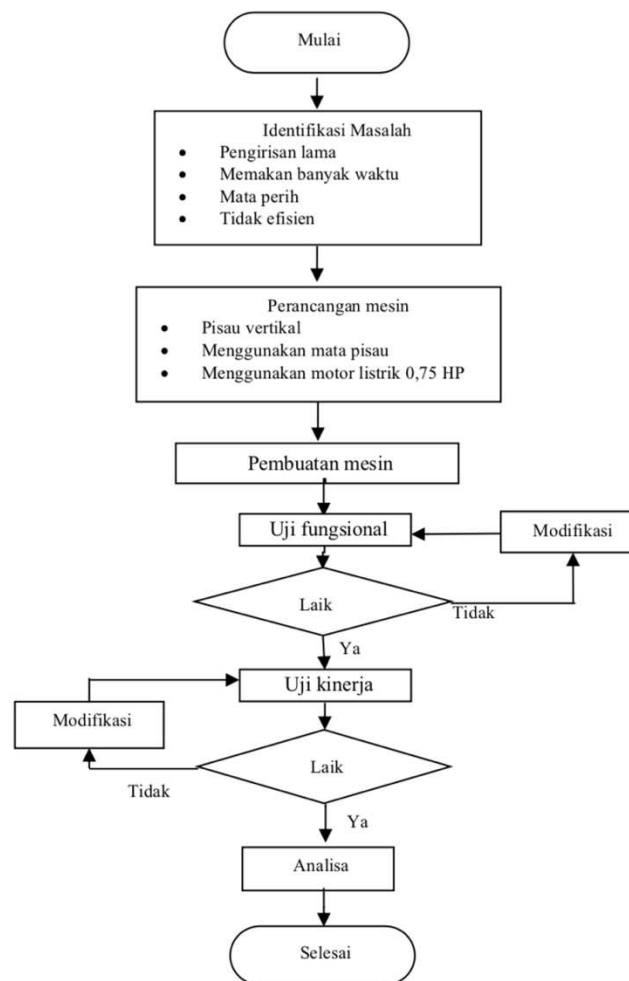 Mulai
Identifikasi Masalah
• Pengirisan lama
• Memakan banyak waktu
• Mata perih
• Tidak efisien
Perancangan mesin
• Pisau vertikal
• Menggunakan mata pisau
• Menggunakan motor listrik 0,75 HP
Pembuatan mesin
Uji fungsional
Modifikasi
Laik
Tidak
Ya
Uji kinerja
Modifikasi
Laik
Tidak
Ya
Analisa
Selesai